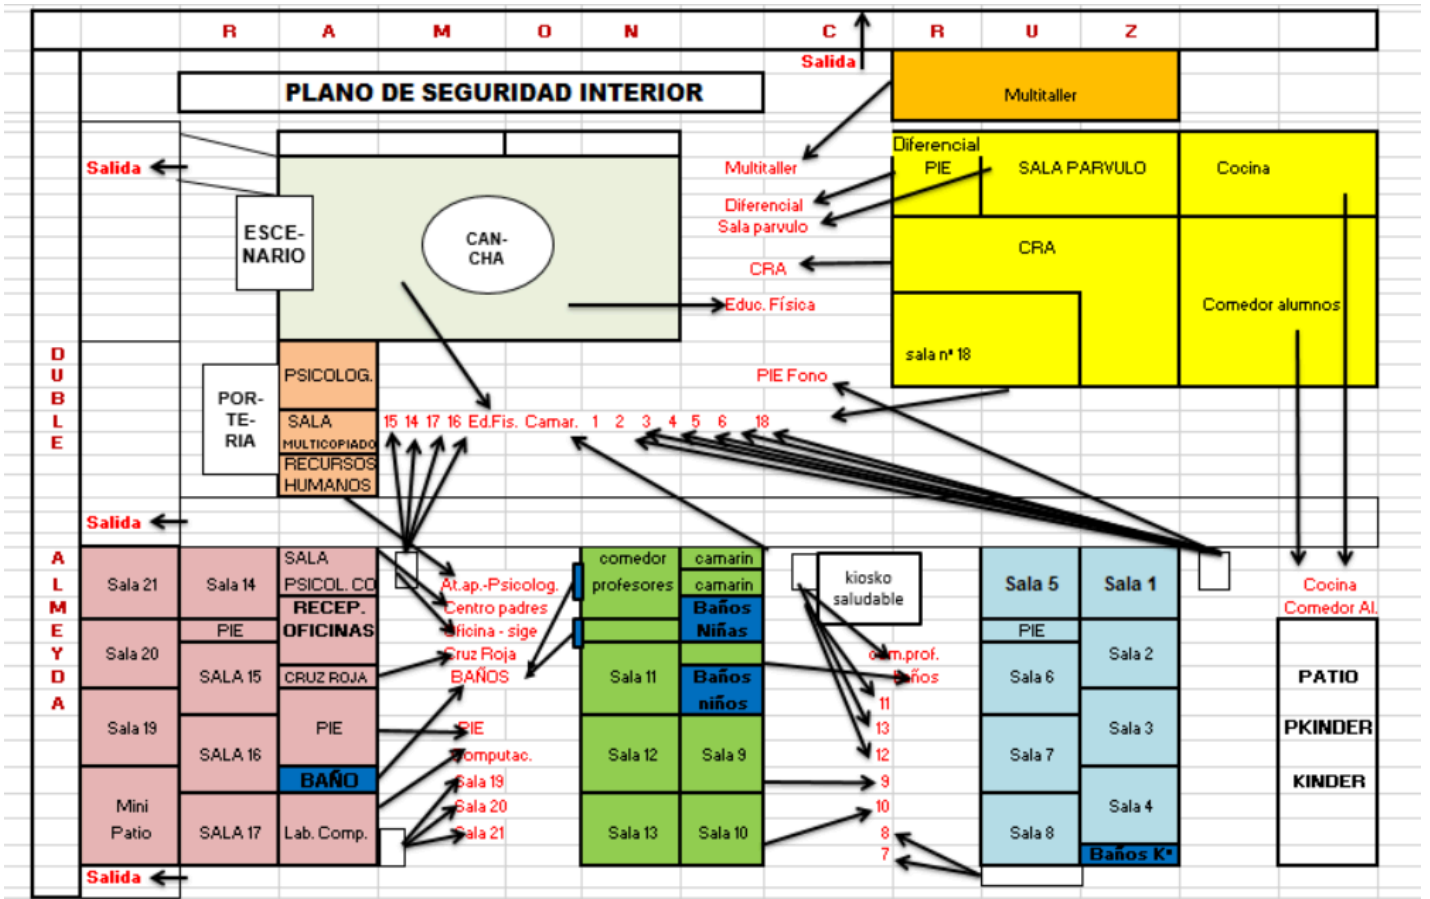 R A M O N C R U Z
Salida
PLANO DE SEGURIDAD INTERIOR
Multitaller
Salida
Diferencial
PIE
SALA PARVULO
Cocina
Multitaller
Diferencial
Sala parvulo
ESCE-
NARIO
CAN-
CHA
CRA
CRA
Educ. Física
Comedor alumnos
sala nº 18
DUBLE
PSICOLOG.
PIE Fono
POR-
TE-
RIA
SALA
MULTICOPIADO
15 14 17 16 Ed.Fis. Camar. 1 2 3 4 5 6 18
RECURSOS
HUMANOS
Salida
ALMEYDA
Sala 21
Sala 14
SALA
PSICOL. CO
RECEP.
OFICINAS
At.ap.-Psicolog.
Centro padres
Oficina - sige
Cruz Roja
BAÑOS
comedor
profesores
camarin
camarin
Baños
Niñas
kiosko
saludable
Sala 5
Sala 1
Cocina
Comedor Al.
PIE
Sala 20
SALA 15
CRUZ ROJA
Sala 11
Baños
niños
com.prof.
Baños
11
13
12
9
10
8
7
PIE
Sala 6
Sala 2
PATIO
PKINDER
KINDER
Sala 19
SALA 16
PIE
BAÑO
PIE
Computac.
Sala 19
Sala 20
Sala 21
Sala 12
Sala 9
Sala 7
Sala 3
Mini
Patio
SALA 17
Lab. Comp.
Sala 13
Sala 10
Sala 8
Sala 4
Baños Kº
Salida